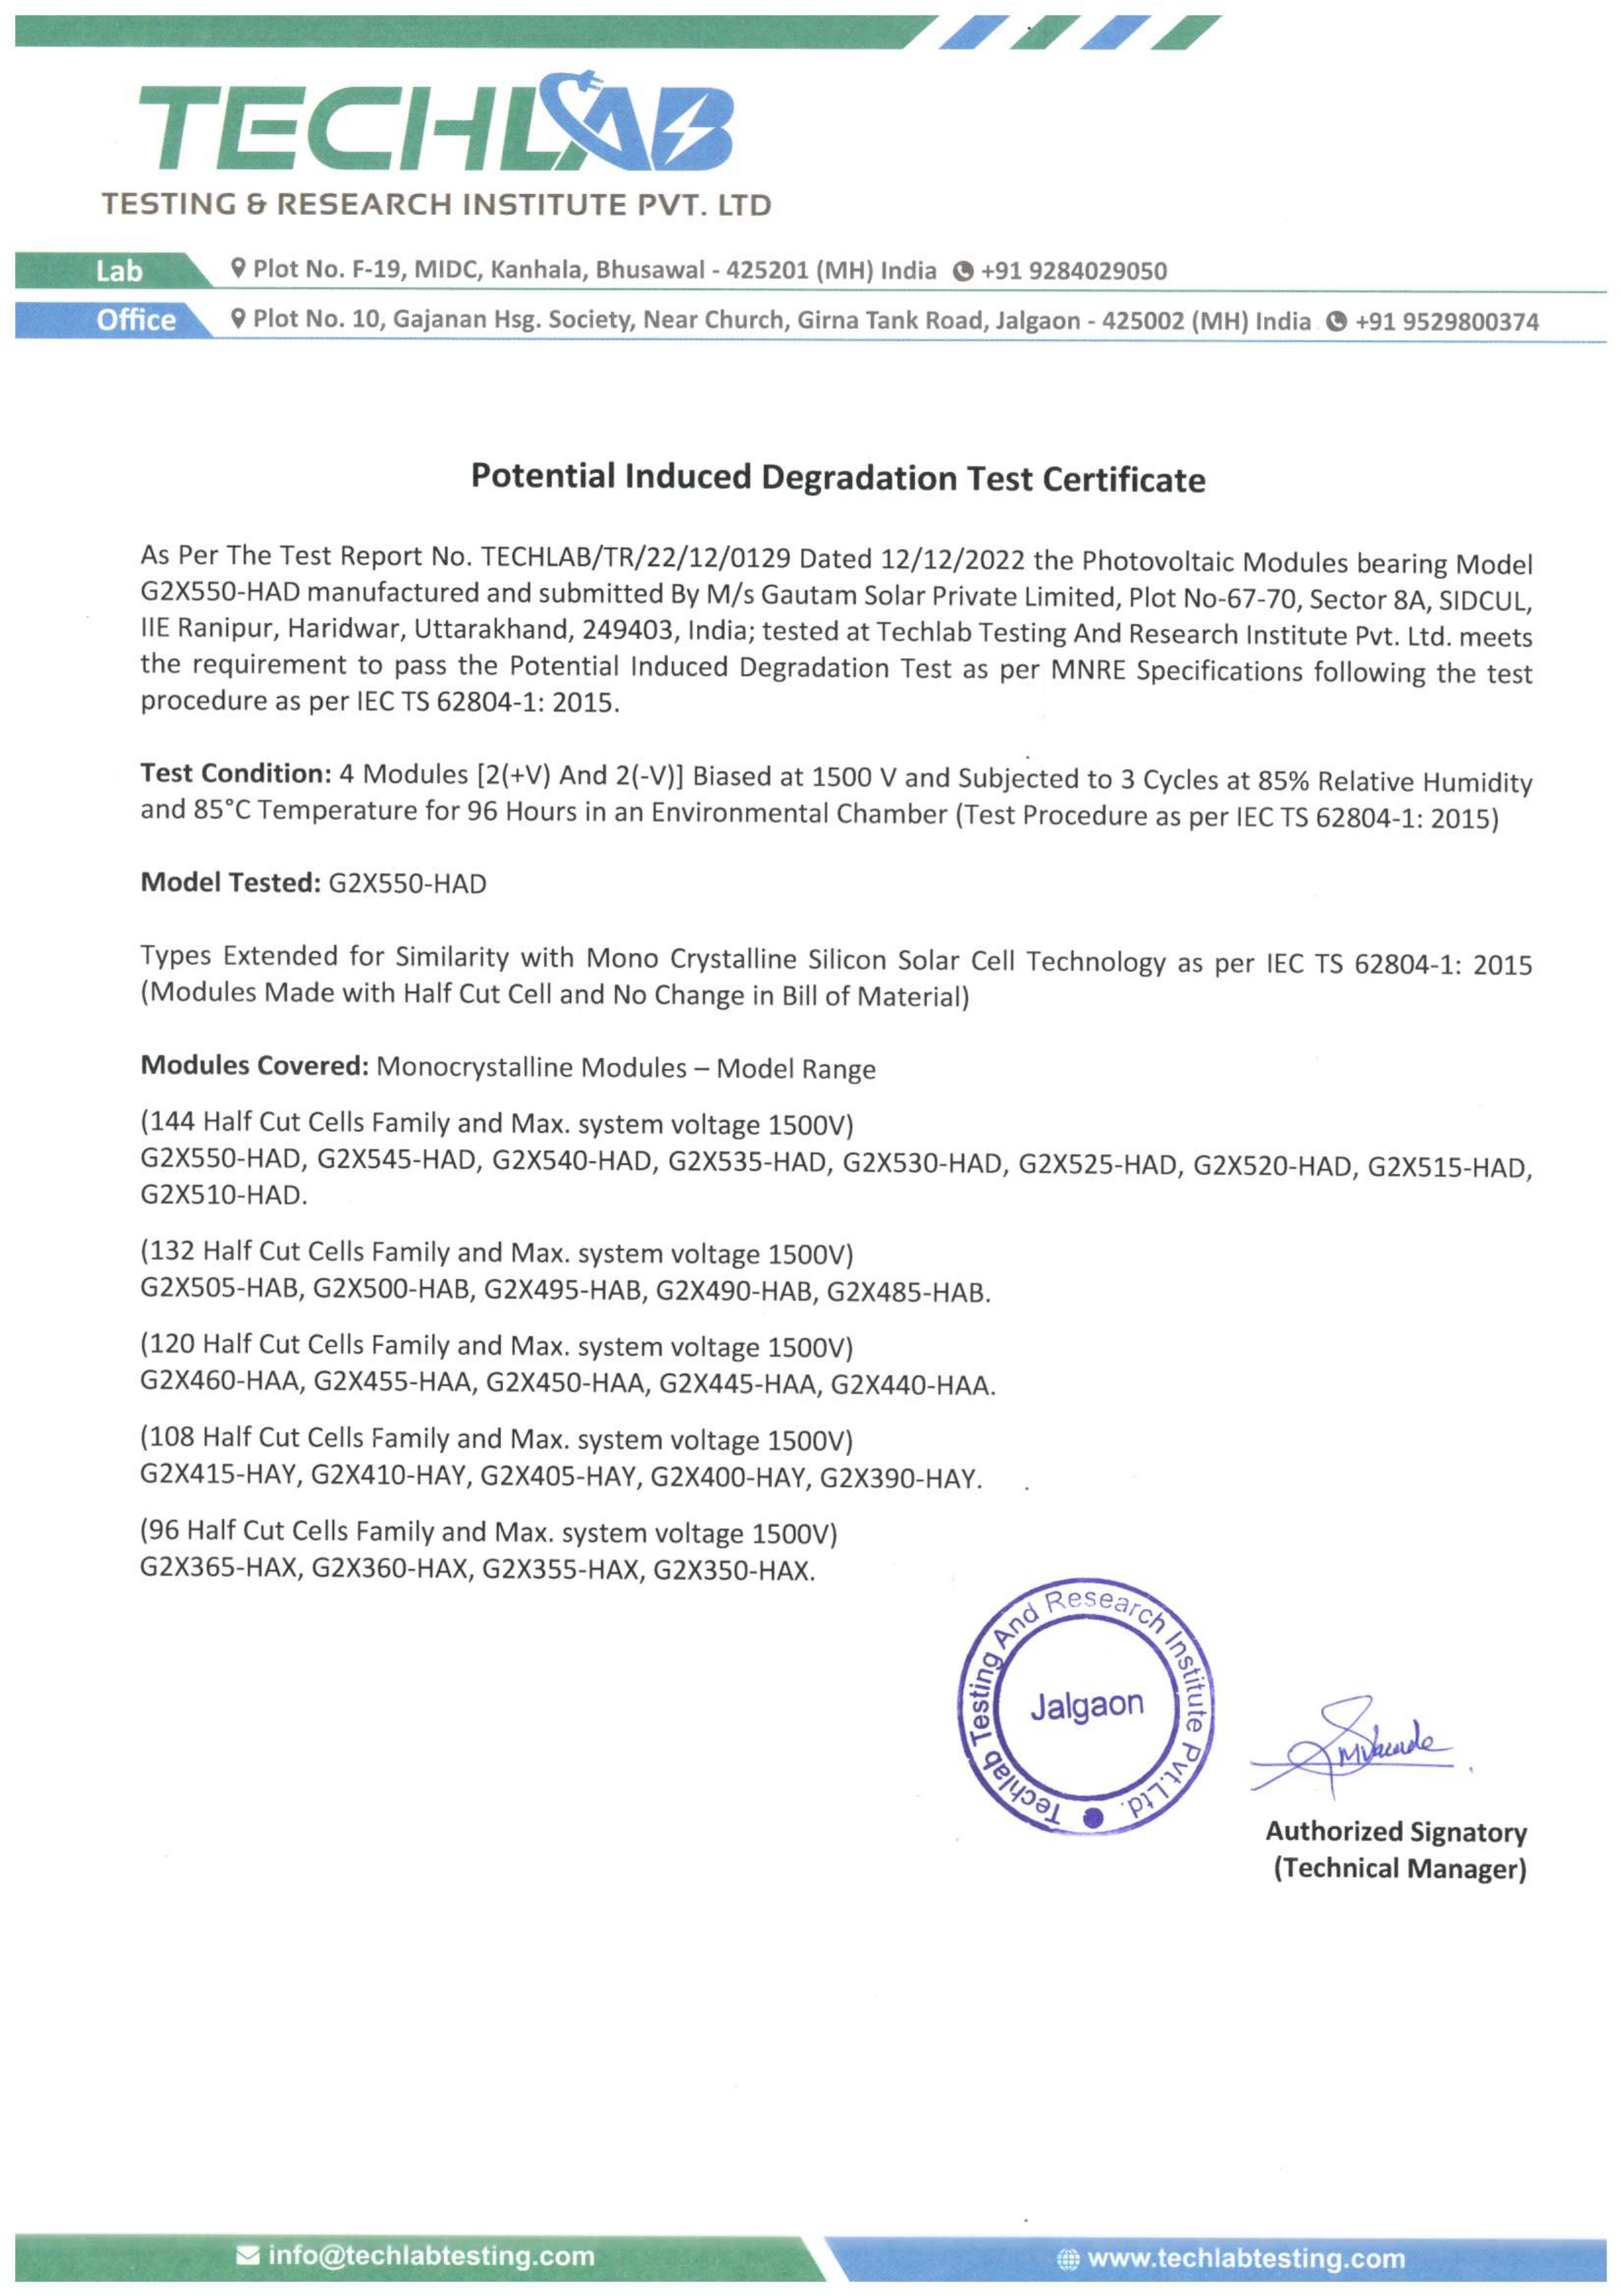 TECHLAB
TESTING & RESEARCH INSTITUTE PVT. LTD
Lab Plot No. F-19, MIDC, Kanhala, Bhusawal - 425201 (MH) India +91 9284029050
Office Plot No. 10, Gajanan Hsg. Society, Near Church, Girna Tank Road, Jalgaon - 425002 (MH) India +91 9529800374
Potential Induced Degradation Test Certificate
As Per The Test Report No. TECHLAB/TR/22/12/0129 Dated 12/12/2022 the Photovoltaic Modules bearing Model
G2X550-HAD manufactured and submitted By M/s Gautam Solar Private Limited, Plot No-67-70, Sector 8A, SIDCUL,
IIE Ranipur, Haridwar, Uttarakhand, 249403, India; tested at Techlab Testing And Research Institute Pvt. Ltd. meets
the requirement to pass the Potential Induced Degradation Test as per MNRE Specifications following the test
procedure as per IEC TS 62804-1: 2015.
Test Condition: 4 Modules [2(+V) And 2(-V)] Biased at 1500 V and Subjected to 3 Cycles at 85% Relative Humidity
and 85°C Temperature for 96 Hours in an Environmental Chamber (Test Procedure as per IEC TS 62804-1: 2015)
Model Tested: G2X550-HAD
Types Extended for Similarity with Mono Crystalline Silicon Solar Cell Technology as per IEC TS 62804-1: 2015
(Modules Made with Half Cut Cell and No Change in Bill of Material)
Modules Covered: Monocrystalline Modules – Model Range
(144 Half Cut Cells Family and Max. system voltage 1500V)
G2X550-HAD, G2X545-HAD, G2X540-HAD, G2X535-HAD, G2X530-HAD, G2X525-HAD, G2X520-HAD, G2X515-HAD,
G2X510-HAD.
(132 Half Cut Cells Family and Max. system voltage 1500V)
G2X505-HAB, G2X500-HAB, G2X495-HAB, G2X490-HAB, G2X485-HAB.
(120 Half Cut Cells Family and Max. system voltage 1500V)
G2X460-HAA, G2X455-HAA, G2X450-HAA, G2X445-HAA, G2X440-HAA.
(108 Half Cut Cells Family and Max. system voltage 1500V)
G2X415-HAY, G2X410-HAY, G2X405-HAY, G2X400-HAY, G2X390-HAY.
(96 Half Cut Cells Family and Max. system voltage 1500V)
G2X365-HAX, G2X360-HAX, G2X355-HAX, G2X350-HAX.
Techlab Testing And Research Institute Pvt.Ltd.
Jalgaon
Authorized Signatory
(Technical Manager)
info@techlabtesting.com
www.techlabtesting.com